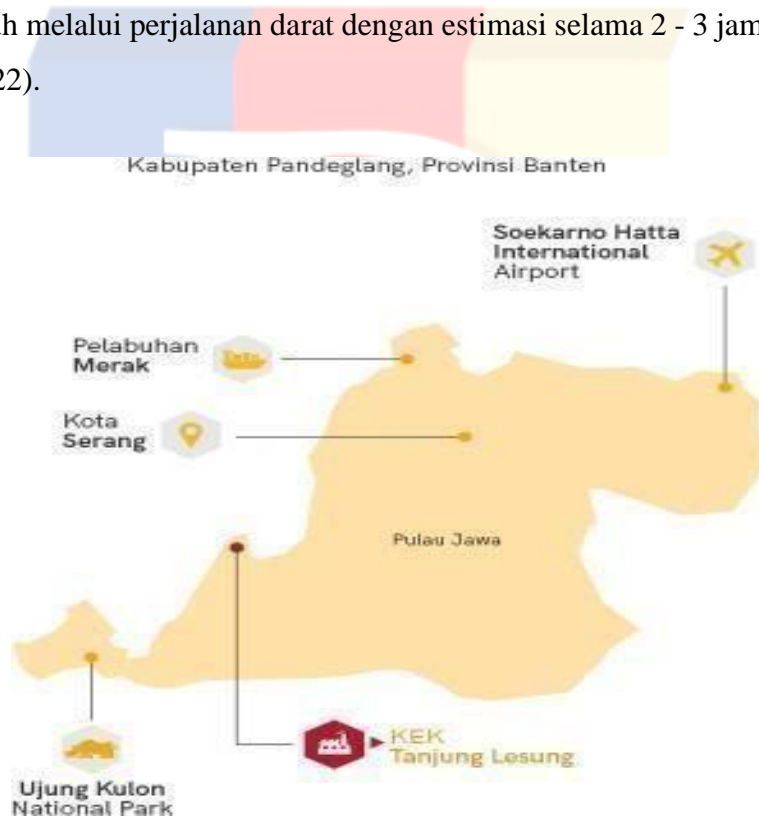 melalui perjalanan darat dengan estimasi selama 2 - 3 jam
22).
Kabupaten Pandeglang, Provinsi Banten
Soekarno Hatta
International
Airport
Pelabuhan
Merak
Kota
Serang
Pulau Jawa
KEK
Tanjung Lesung
Ujung Kulon
National Park